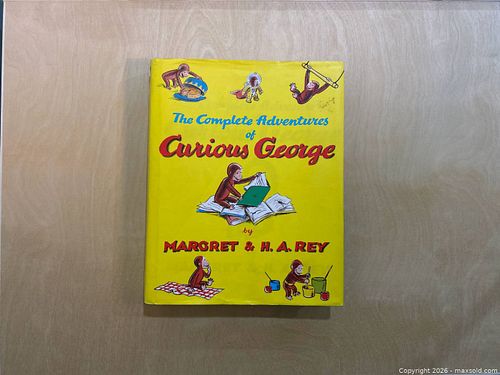 The Complete Adventures
of
Curious George
by
MARGRET & H. A. REY
Copyright 2026 - maxsold.com